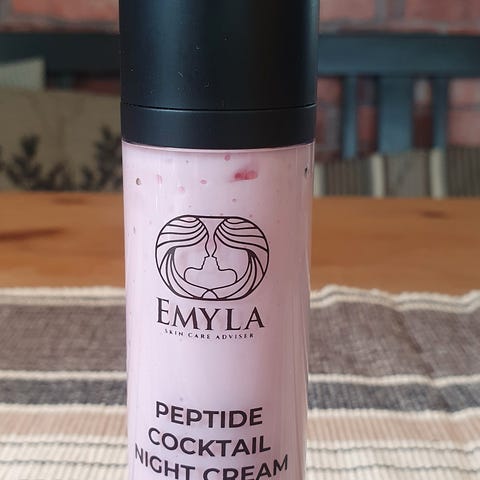 EMYLA
SKIN CARE ADVISER
PEPTIDE
COCKTAIL
NIGHT CREAM